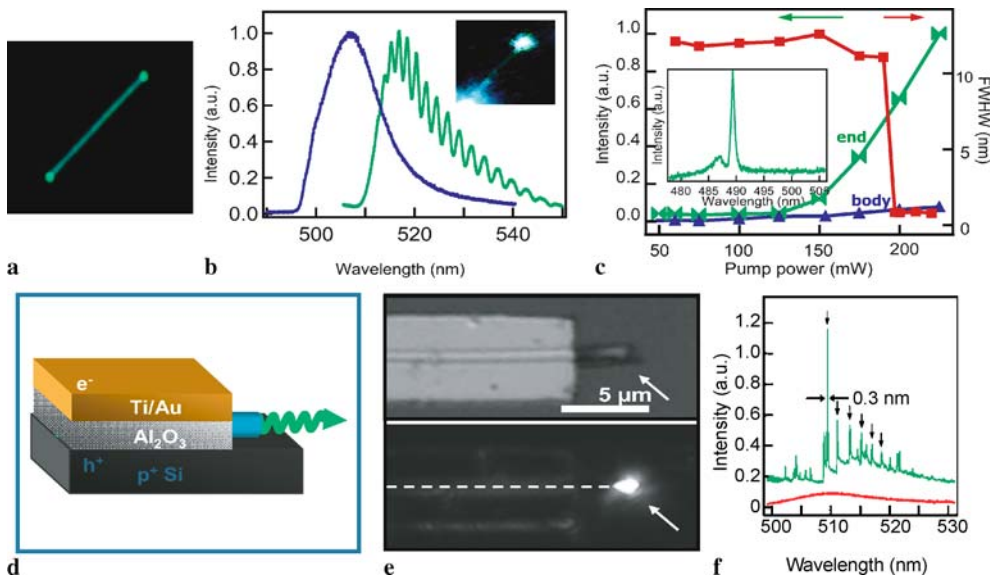 a
b
Intensity (a.u.)
1.0
0.8
0.6
0.4
0.2
0.0
500
520
540
Wavelength (nm)
c
Intensity (a.u.)
1.0
0.8
0.6
0.4
0.2
0.0
50
100
150
200
Pump power (mW)
10
5
0
FWHW (nm)
end
body
Intensity (a.u.)
480
485
490
495
500
505
Wavelength (nm)
d
e-
Ti/Au
Al2O3
h+
p+ Si
e
5 µm
f
Intensity (a.u.)
1.2
1.0
0.8
0.6
0.4
0.2
0
0.3 nm
500
510
520
530
Wavelength (nm)